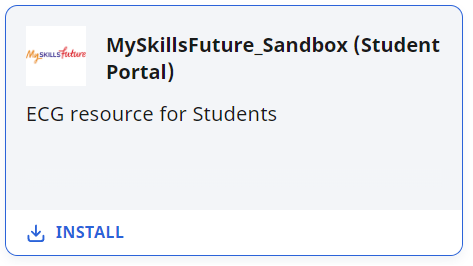 MySKILLSfuture
MySkillsFuture_Sandbox (Student
Portal)
ECG resource for Students
INSTALL